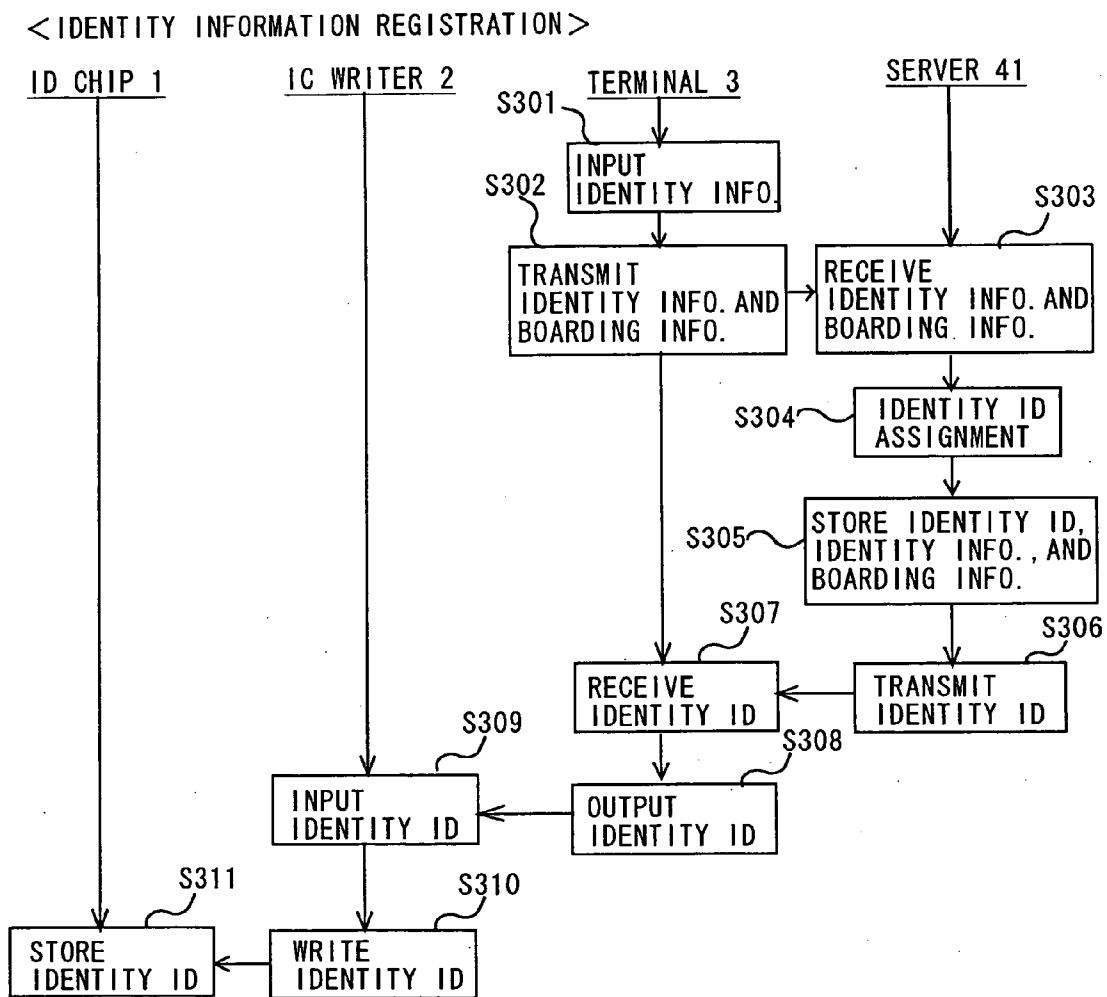 <IDENTITY INFORMATION REGISTRATION>
ID CHIP 1
IC WRITER 2
TERMINAL 3
SERVER 41
S301
INPUT
IDENTITY INFO.
S302
TRANSMIT
IDENTITY INFO. AND
BOARDING INFO.
S303
RECEIVE
IDENTITY INFO. AND
BOARDING INFO.
S304
IDENTITY ID
ASSIGNMENT
S305
STORE IDENTITY ID,
IDENTITY INFO., AND
BOARDING INFO.
S306
TRANSMIT
IDENTITY ID
S307
RECEIVE
IDENTITY ID
S308
OUTPUT
IDENTITY ID
S309
INPUT
IDENTITY ID
S310
WRITE
IDENTITY ID
S311
STORE
IDENTITY ID